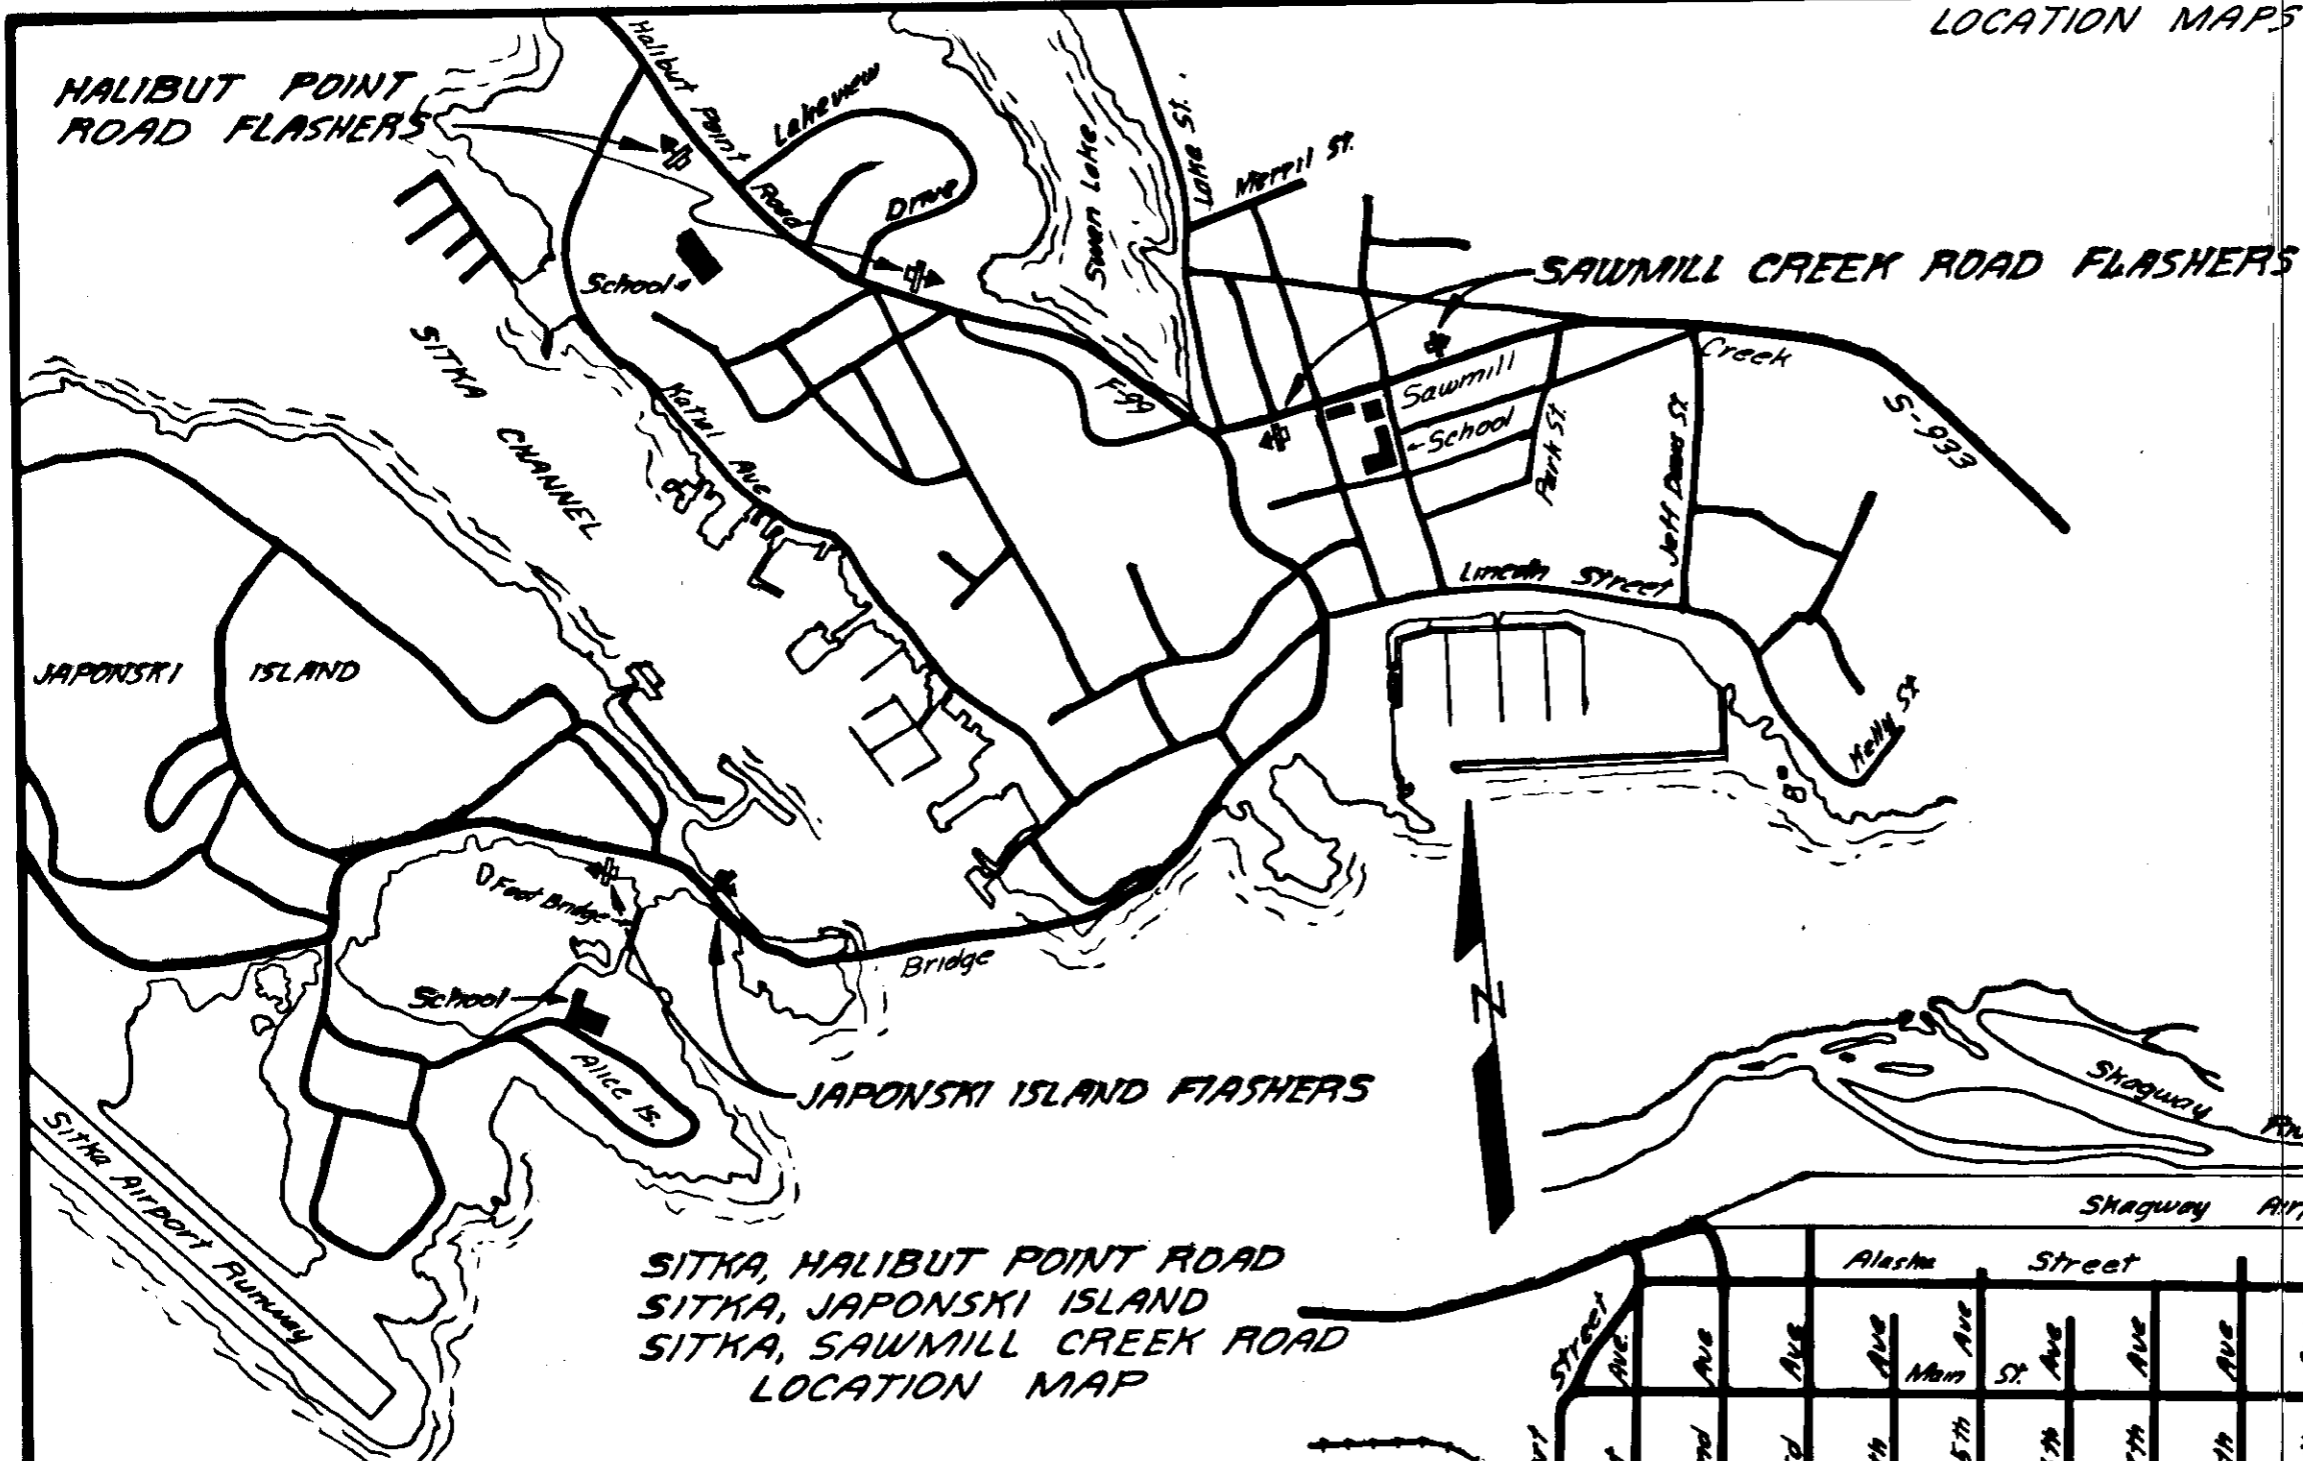 LOCATION MAPS
HALIBUT POINT
ROAD FLASHERS
Halibut Point Road
Lakeview
Drive
Swan Lake
Lake St.
Merril St.
SAWMILL CREEK ROAD FLASHERS
School
SITKA CHANNEL
Katlal Ave
F-99
Sawmill
Creek
School
Park St.
Jeff Davis St
S-933
Lincoln Street
Kelly St
JAPONSKI ISLAND
Foot Bridge
Bridge
School
Alice Is.
JAPONSKI ISLAND FLASHERS
N
Sitka Airport Runway
SITKA, HALIBUT POINT ROAD
SITKA, JAPONSKI ISLAND
SITKA, SAWMILL CREEK ROAD
LOCATION MAP
Skagway
Skagway
Alaska Street
Street
Ave.
Ave
Ave
Ave
Ave
Ave
Ave
Ave
Main St.
5th